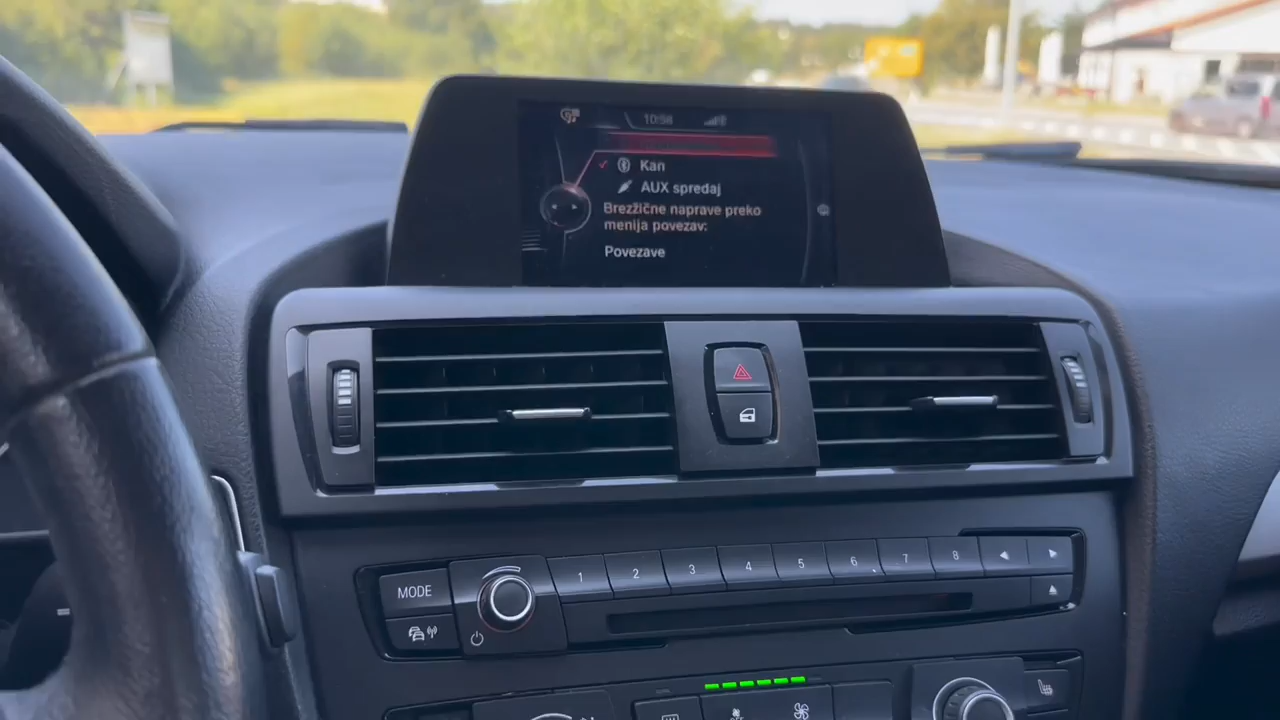 10:58
Kan
AUX spredaj
Brezžične naprave preko
menija povezav:
Povezave
MODE
1 2 3 4 5 6 7 8
OFF